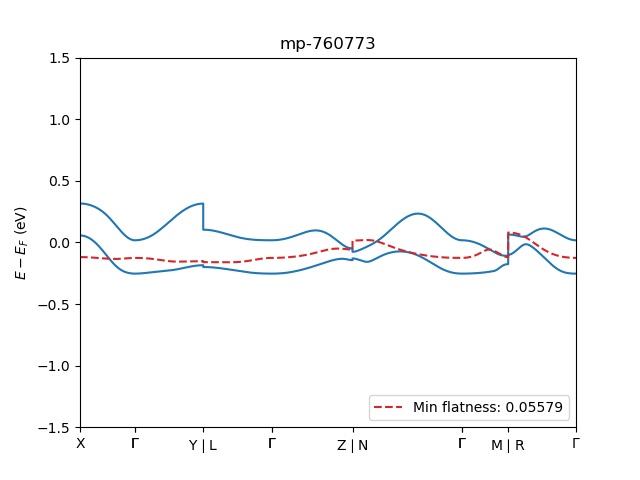 mp-760773
1.5
1.0
0.5
0.0
−0.5
−1.0
−1.5
E − E_F (eV)
Min flatness: 0.05579
X Γ Y | L Γ Z | N Γ M | R Γ